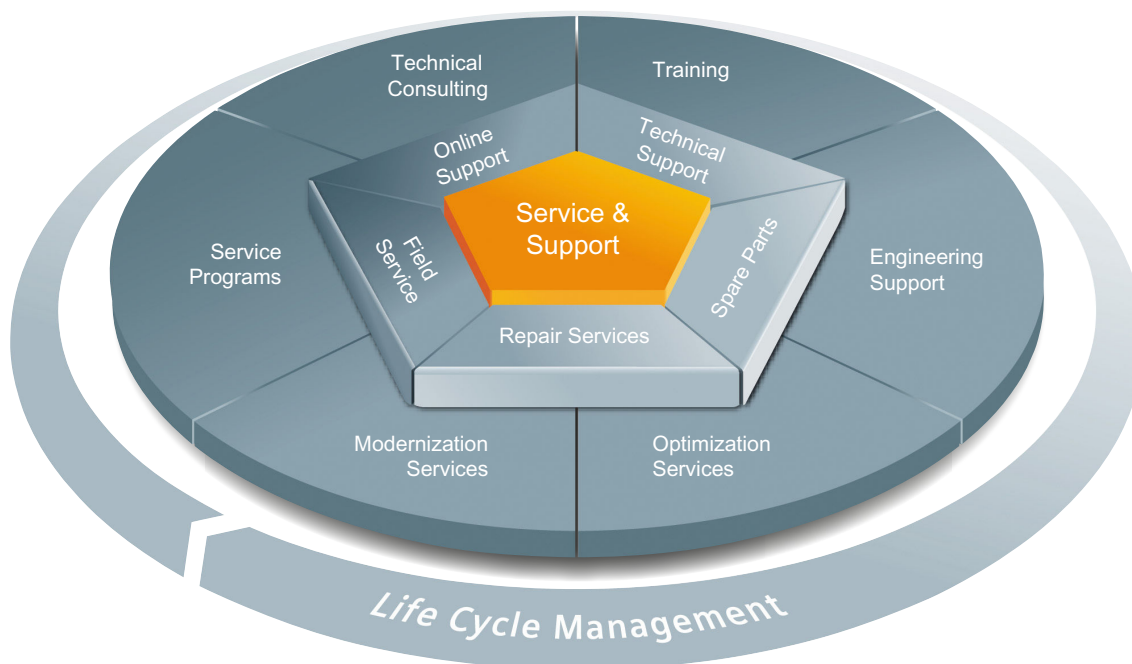 Technical
Consulting
Training
Online
Support
Technical
Support
Service &
Support
Service
Programs
Field
Service
Spare Parts
Engineering
Support
Repair Services
Modernization
Services
Optimization
Services
Life Cycle Management